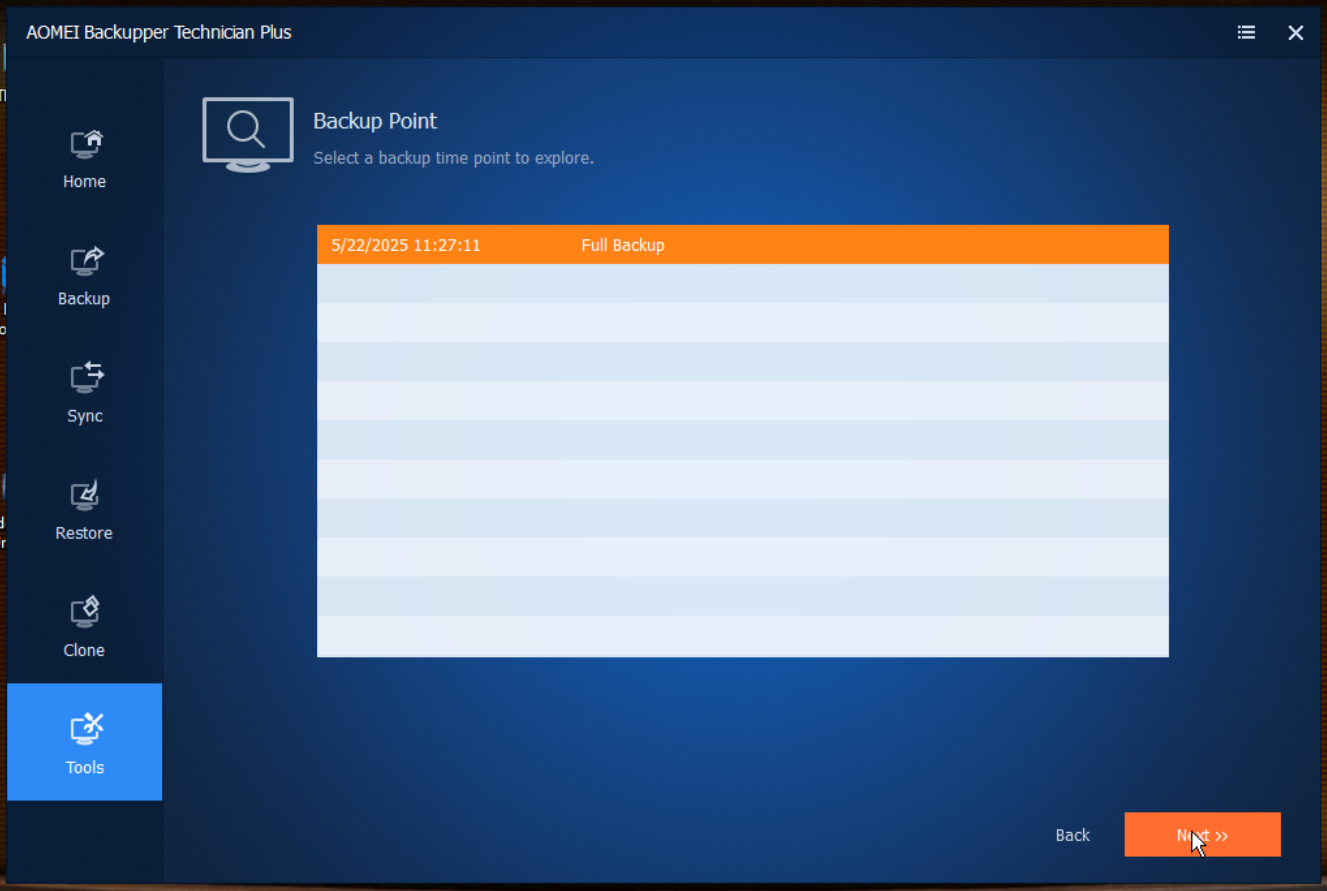 AOMEI Backupper Technician Plus
Home
Backup
Sync
Restore
Clone
Tools
Backup Point
Select a backup time point to explore.
5/22/2025 11:27:11 Full Backup
Back
Next >>